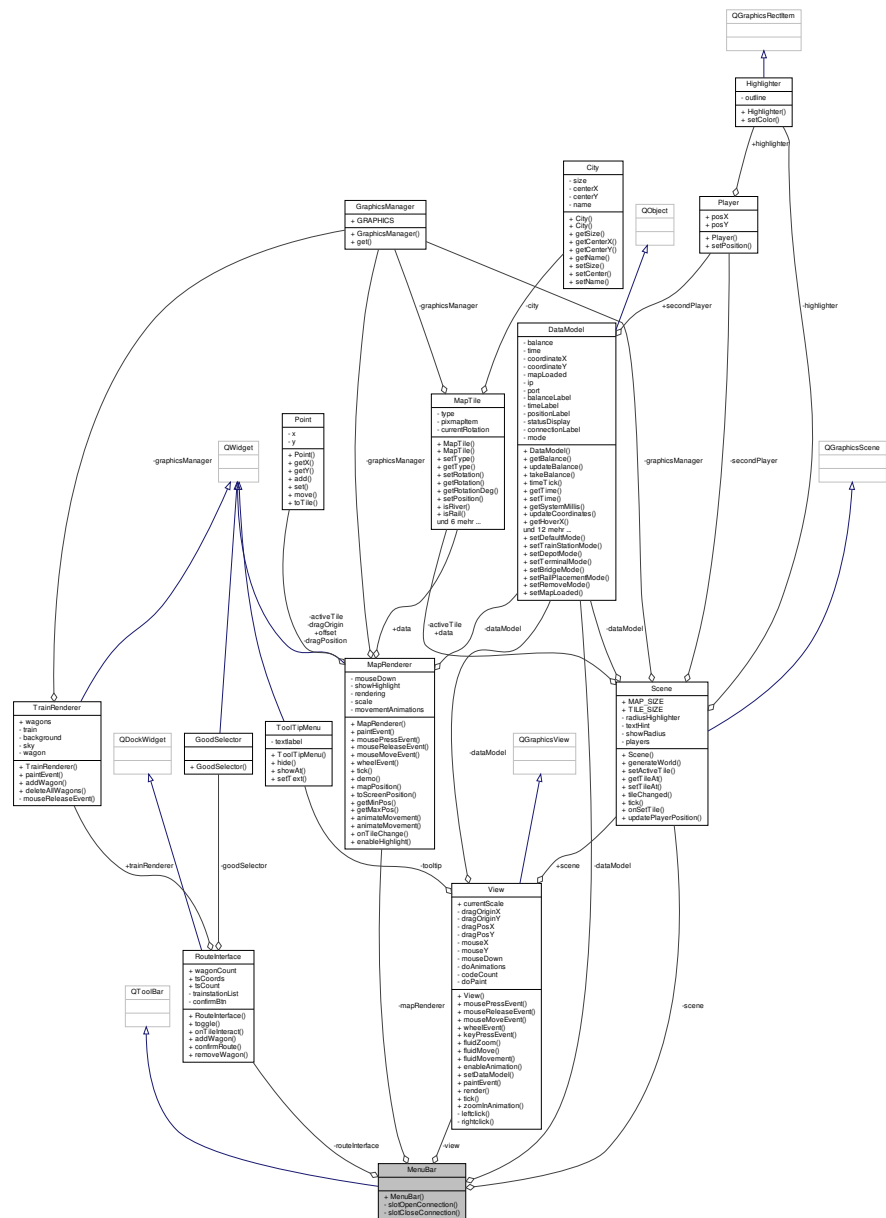 QGraphicsRectItem
Highlighter
- outline
+ Highlighter()
+ setColor()
+highlighter
City
- size
- centerX
- centerY
- name
+ City()
+ City()
+ getSize()
+ getCenterX()
+ getCenterY()
+ getName()
+ setSize()
+ setCenter()
+ setName()
GraphicsManager
+ GRAPHICS
+ GraphicsManager()
+ get()
QObject
Player
+ posX
+ posY
+ Player()
+ setPosition()
-graphicsManager
-city
+secondPlayer
-highlighter
DataModel
- balance
- time
- coordinateX
- coordinateY
- mapLoaded
- ip
- port
- balanceLabel
- timeLabel
- positionLabel
- statusDisplay
- connectionLabel
- mode
+ DataModel()
+ getBalance()
+ updateBalance()
+ takeBalance()
+ timeTick()
+ getTime()
+ setTime()
+ getSystemMillis()
+ updateCoordinates()
+ getHoverX()
und 12 mehr ...
+ setDefaultMode()
+ setTrainStationMode()
+ setDepotMode()
+ setTerminalMode()
+ setBridgeMode()
+ setRailPlacementMode()
+ setRemoveMode()
+ setMapLoaded()
MapTile
- type
- pixmapItem
- currentRotation
+ MapTile()
+ MapTile()
+ setType()
+ getType()
+ setRotation()
+ getRotation()
+ getRotationDeg()
+ setPosition()
+ isRiver()
+ isRail()
und 6 mehr ...
Point
- x
- y
+ Point()
+ getX()
+ getY()
+ add()
+ set()
+ move()
+ toTile()
QWidget
QGraphicsScene
-graphicsManager
-graphicsManager
-graphicsManager
-secondPlayer
-activeTile
-dragOrigin
+offset
-dragPosition
+data
-activeTile
+data
-dataModel
-dataModel
MapRenderer
- mouseDown
- showHighlight
- rendering
- scale
- movementAnimations
+ MapRenderer()
+ paintEvent()
+ mousePressEvent()
+ mouseReleaseEvent()
+ mouseMoveEvent()
+ wheelEvent()
+ tick()
+ demo()
+ mapPosition()
+ toScreenPosition()
+ getMinPos()
+ getMaxPos()
+ animateMovement()
+ animateMovement()
+ onTileChange()
+ enableHighlight()
Scene
+ MAP_SIZE
+ TILE_SIZE
- radiusHighlighter
- textHint
- showRadius
- players
+ Scene()
+ generateWorld()
+ setActiveTile()
+ getTileAt()
+ setTileAt()
+ tileChanged()
+ tick()
+ onSetTile()
+ updatePlayerPosition()
TrainRenderer
+ wagons
- train
- background
- sky
- wagon
+ TrainRenderer()
+ paintEvent()
+ addWagon()
+ deleteAllWagons()
- mouseReleaseEvent()
QDockWidget
GoodSelector
+ GoodSelector()
ToolTipMenu
- textlabel
+ ToolTipMenu()
+ hide()
+ showAt()
+ setText()
QGraphicsView
-dataModel
+trainRenderer
-goodSelector
-tooltip
+scene
-dataModel
View
+ currentScale
- dragOriginX
- dragOriginY
- dragPosX
- dragPosY
- mouseX
- mouseY
- mouseDown
- doAnimations
- codeCount
- doPaint
+ View()
+ mousePressEvent()
+ mouseReleaseEvent()
+ mouseMoveEvent()
+ wheelEvent()
+ keyPressEvent()
+ fluidZoom()
+ fluidMove()
+ fluidMovement()
+ enableAnimation()
+ setDataModel()
+ paintEvent()
+ render()
+ tick()
+ zoomInAnimation()
- leftclick()
- rightclick()
RouteInterface
+ wagonCount
+ tsCoords
+ tsCount
- trainstationList
- confirmBtn
+ RouteInterface()
+ toggle()
+ onTileInteract()
+ addWagon()
+ confirmRoute()
+ removeWagon()
QToolBar
-mapRenderer
-scene
-routeInterface
-view
MenuBar
+ MenuBar()
- slotOpenConnection()
- slotCloseConnection()